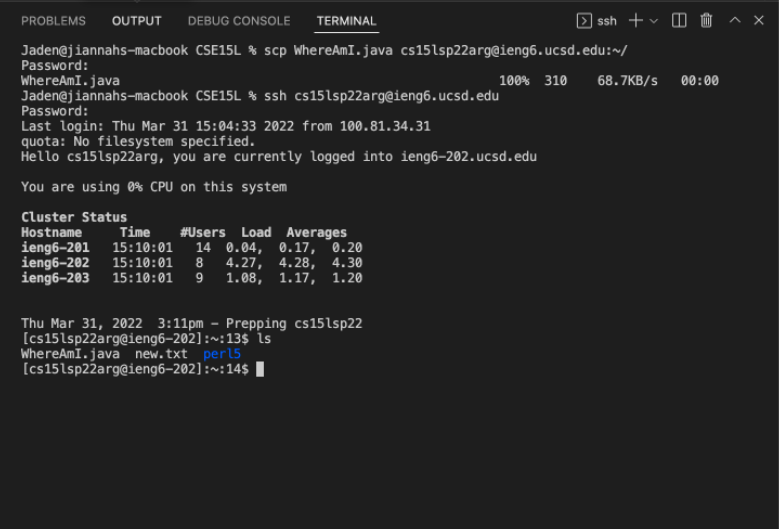 PROBLEMS OUTPUT DEBUG CONSOLE TERMINAL ssh
Jaden@jiannahs-macbook CSE15L % scp WhereAmI.java cs15lsp22arg@ieng6.ucsd.edu:~/
Password:
WhereAmI.java 100% 310 68.7KB/s 00:00
Jaden@jiannahs-macbook CSE15L % ssh cs15lsp22arg@ieng6.ucsd.edu
Password:
Last login: Thu Mar 31 15:04:33 2022 from 100.81.34.31
quota: No filesystem specified.
Hello cs15lsp22arg, you are currently logged into ieng6-202.ucsd.edu
You are using 0% CPU on this system
Cluster Status
Hostname Time #Users Load Averages
ieng6-201 15:10:01 14 0.04, 0.17, 0.20
ieng6-202 15:10:01 8 4.27, 4.28, 4.30
ieng6-203 15:10:01 9 1.08, 1.17, 1.20
Thu Mar 31, 2022 3:11pm - Prepping cs15lsp22
[cs15lsp22arg@ieng6-202]:~:13$ ls
WhereAmI.java new.txt perl5
[cs15lsp22arg@ieng6-202]:~:14$